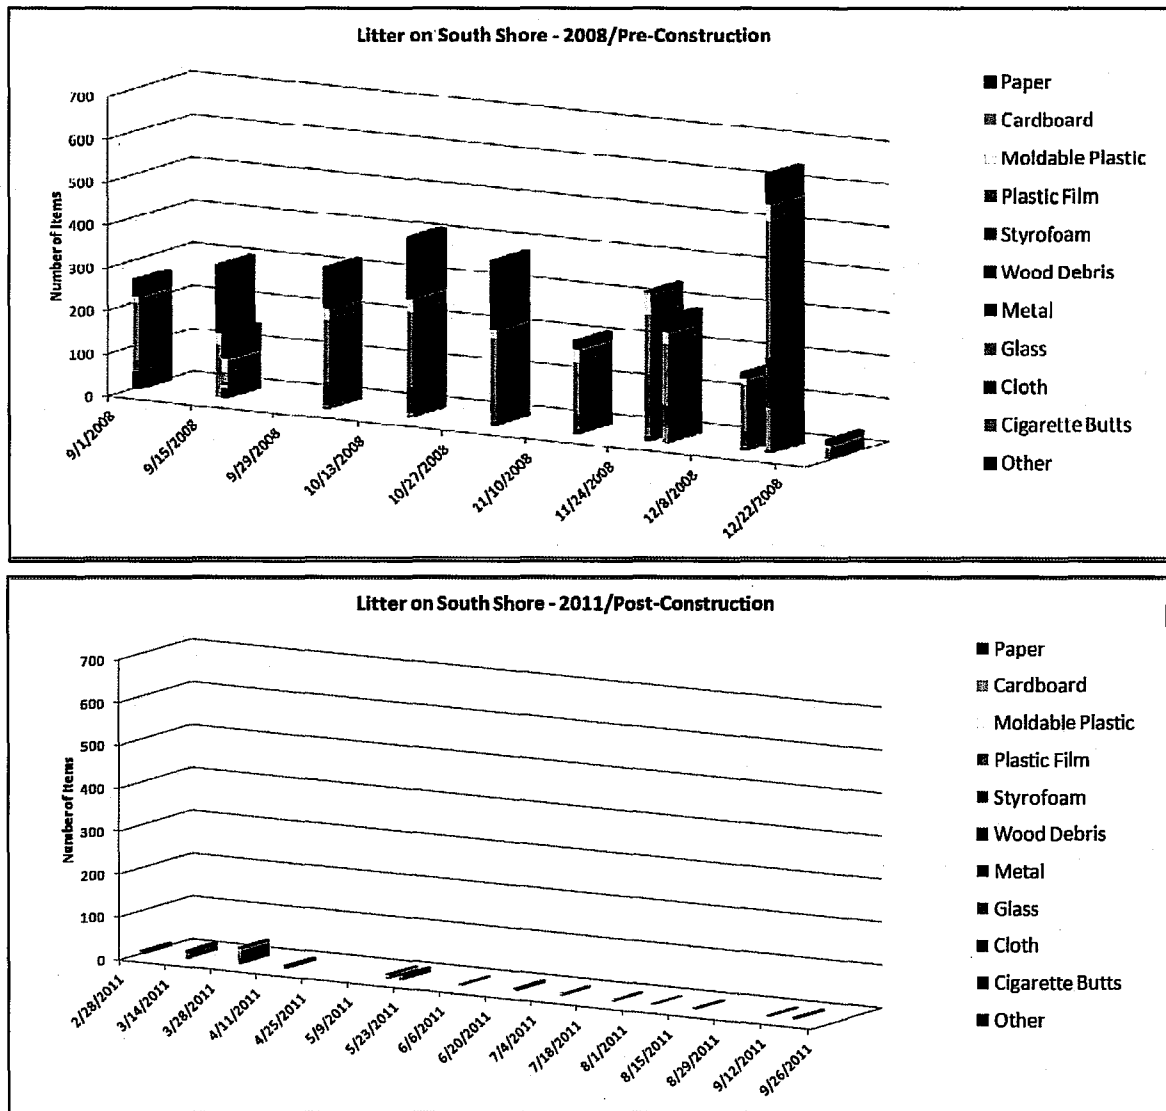 Litter on South Shore - 2008/Pre-Construction
700
600
500
400
300
200
100
0
Number of Items
9/1/2008
9/15/2008
9/29/2008
10/13/2008
10/27/2008
11/10/2008
11/24/2008
12/8/2008
12/22/2008
Paper
Cardboard
Moldable Plastic
Plastic Film
Styrofoam
Wood Debris
Metal
Glass
Cloth
Cigarette Butts
Other
Litter on South Shore - 2011/Post-Construction
700
600
500
400
300
200
100
0
Number of Items
2/28/2011
3/14/2011
3/28/2011
4/11/2011
4/25/2011
5/9/2011
5/23/2011
6/6/2011
6/20/2011
7/4/2011
7/18/2011
8/1/2011
8/15/2011
8/29/2011
9/12/2011
9/26/2011
Paper
Cardboard
Moldable Plastic
Plastic Film
Styrofoam
Wood Debris
Metal
Glass
Cloth
Cigarette Butts
Other